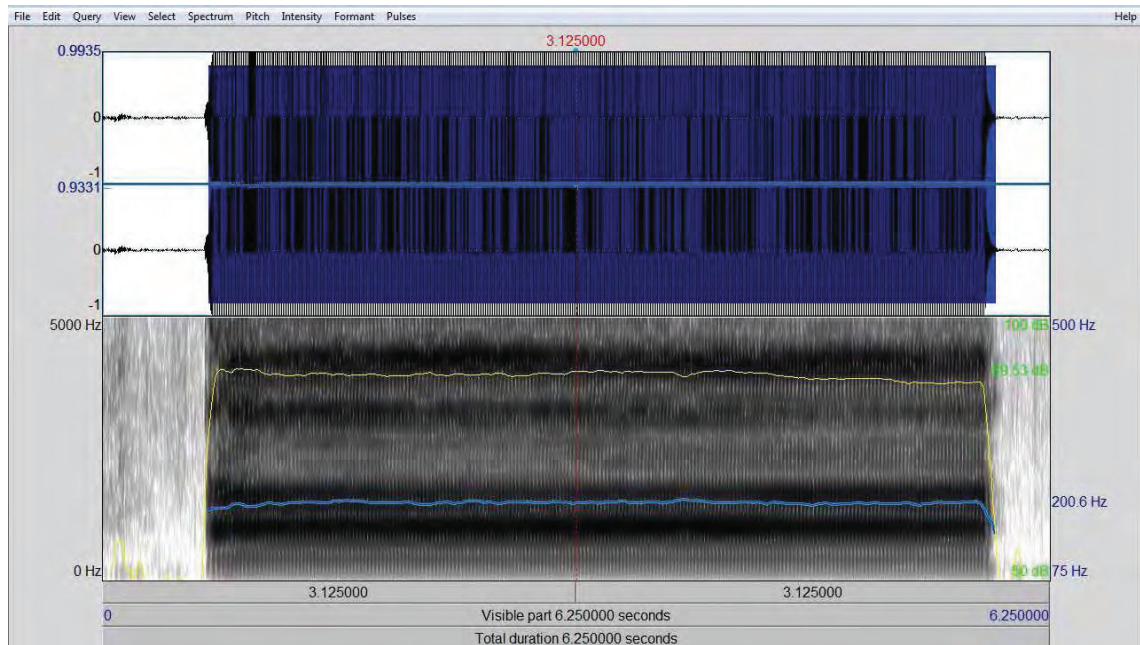 File Edit Query View Select Spectrum Pitch Intensity Formant Pulses Help
3.125000
0.9935
0
-1
0.9331
0
-1
5000 Hz 100 dB 500 Hz
89.53 dB
200.6 Hz
0 Hz 50 dB 75 Hz
3.125000 3.125000
0 Visible part 6.250000 seconds 6.250000
Total duration 6.250000 seconds